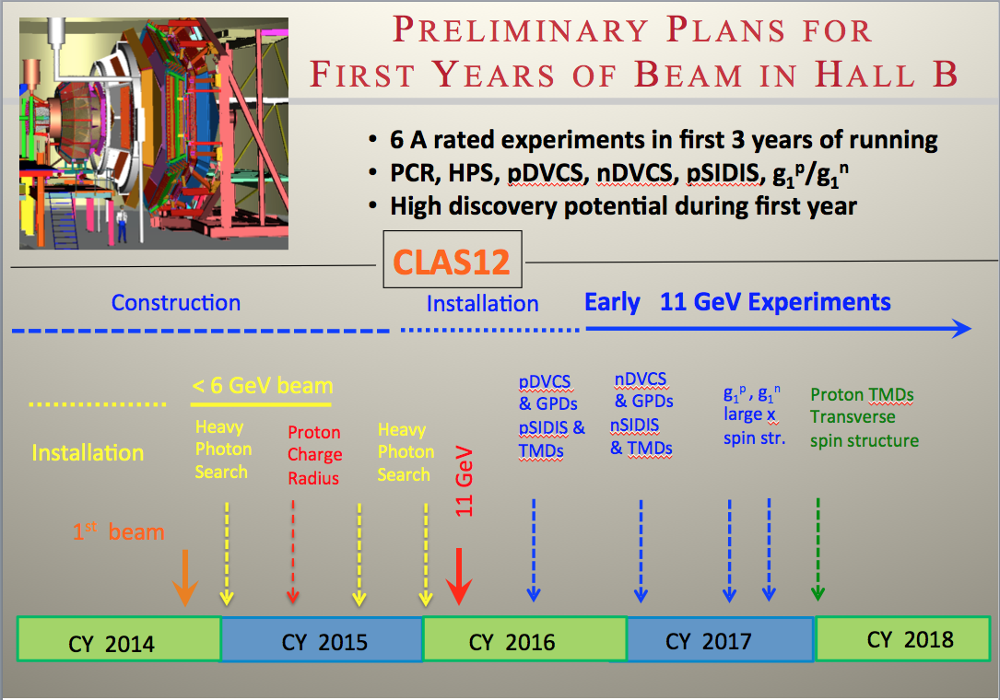 PRELIMINARY PLANS FOR
FIRST YEARS OF BEAM IN HALL B
• 6 A rated experiments in first 3 years of running
• PCR, HPS, pDVCS, nDVCS, pSIDIS, g₁ᵖ/g₁ⁿ
• High discovery potential during first year
CLAS12
Construction
Installation
Early 11 GeV Experiments
< 6 GeV beam
Installation
Heavy
Photon
Search
Proton
Charge
Radius
Heavy
Photon
Search
11 GeV
pDVCS
& GPDs
pSIDIS &
TMDs
nDVCS
& GPDs
nSIDIS
& TMDs
g₁ᵖ, g₁ⁿ
large x
spin str.
Proton TMDs
Transverse
spin structure
1ˢᵗ beam
CY 2014
CY 2015
CY 2016
CY 2017
CY 2018